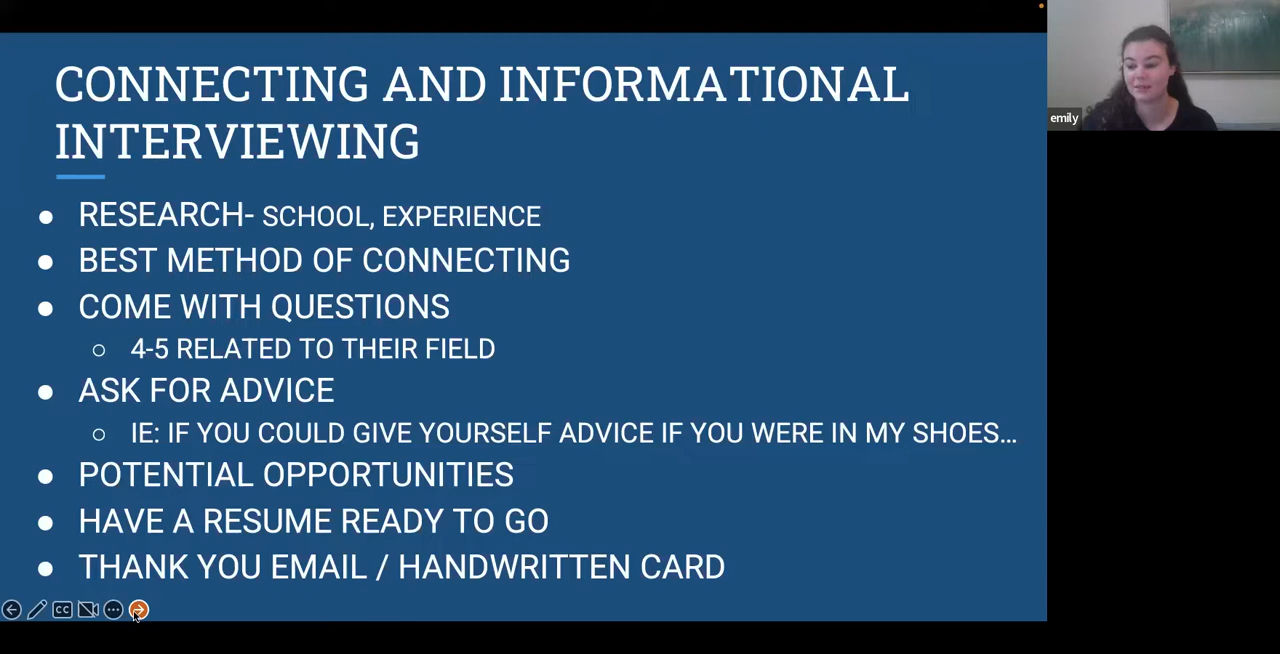 CONNECTING AND INFORMATIONAL
INTERVIEWING
● RESEARCH- SCHOOL, EXPERIENCE
● BEST METHOD OF CONNECTING
● COME WITH QUESTIONS
○ 4-5 RELATED TO THEIR FIELD
● ASK FOR ADVICE
○ IE: IF YOU COULD GIVE YOURSELF ADVICE IF YOU WERE IN MY SHOES...
● POTENTIAL OPPORTUNITIES
● HAVE A RESUME READY TO GO
● THANK YOU EMAIL / HANDWRITTEN CARD
CC
emily